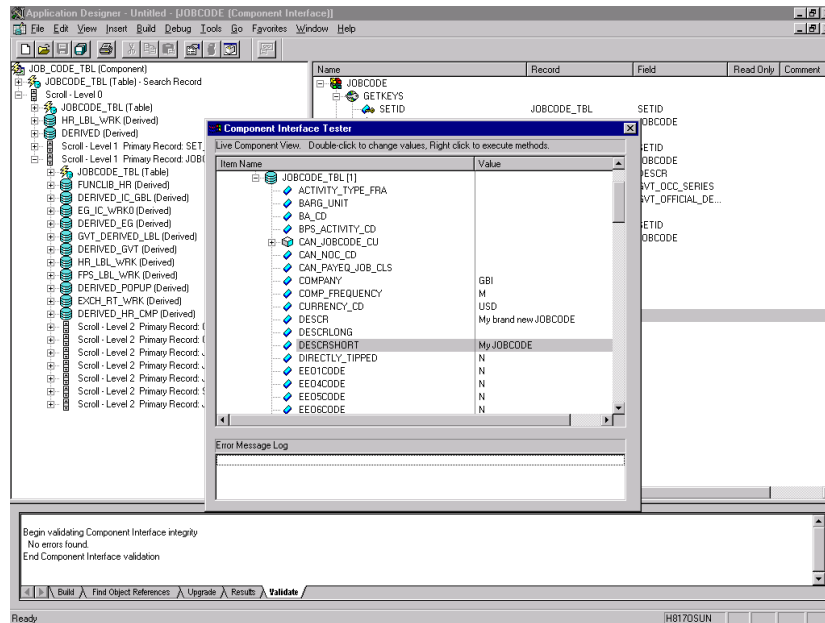 Application Designer - Untitled - [JOBCODE (Component Interface)]
File Edit View Insert Build Debug Tools Go Favorites Window Help
JOB_CODE_TBL (Component)
JOBCODE_TBL (Table) - Search Record
Scroll - Level 0
JOBCODE_TBL (Table)
HR_LBL_WRK (Derived)
DERIVED (Derived)
Scroll - Level 1 Primary Record: SET_
Scroll - Level 1 Primary Record: JOB
JOBCODE_TBL (Table)
FUNCLIB_HR (Derived)
DERIVED_IC_GBL (Derived)
EG_IC_WRK0 (Derived)
DERIVED_EG (Derived)
GVT_DERIVED_LBL (Derived)
DERIVED_GVT (Derived)
HR_LBL_WRK (Derived)
FPS_LBL_WRK (Derived)
DERIVED_POPUP (Derived)
EXCH_RT_WRK (Derived)
DERIVED_HR_CMP (Derived)
Scroll - Level 2 Primary Record:
Scroll - Level 2 Primary Record:
Scroll - Level 2 Primary Record: J
Scroll - Level 2 Primary Record: J
Scroll - Level 2 Primary Record: J
Scroll - Level 2 Primary Record: S
Scroll - Level 2 Primary Record: J
Name Record Field Read Only Comment
JOBCODE
GETKEYS
SETID JOBCODE_TBL SETID
JOBCODE
SETID
JOBCODE
DESCR
GVT_OCC_SERIES
GVT_OFFICIAL_DE...
SETID
JOBCODE
Component Interface Tester
Live Component View. Double-click to change values, Right click to execute methods.
Item Name Value
JOBCODE_TBL [1]
ACTIVITY_TYPE_FRA
BARG_UNIT
BA_CD
BPS_ACTIVITY_CD
CAN_JOBCODE_CU
CAN_NOC_CD
CAN_PAYEQ_JOB_CLS
COMPANY GBI
COMP_FREQUENCY M
CURRENCY_CD USD
DESCR My brand new JOBCODE
DESCRLONG
DESCRSHORT My JOBCODE
DIRECTLY_TIPPED N
EEO1CODE N
EEO4CODE N
EEO5CODE N
EEO6CODE N
Error Message Log
Begin validating Component Interface integrity
No errors found.
End Component Interface validation
Build Find Object References Upgrade Results Validate
Ready H8170SUN